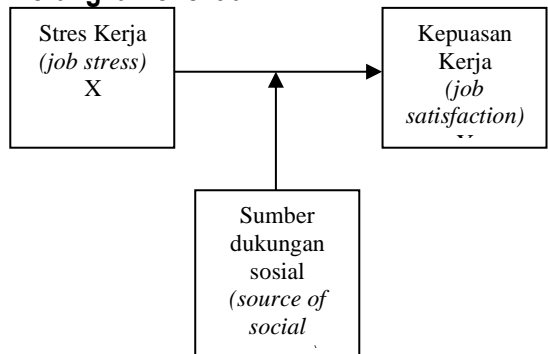 Stres Kerja
(job stress)
X
Kepuasan
Kerja
(job
satisfaction)
Sumber
dukungan
sosial
(source of
social